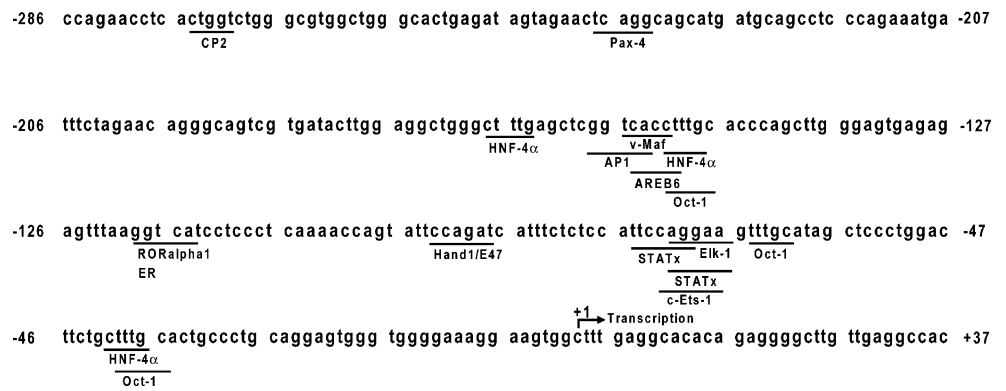 -286 ccagaacctc actggtctgg gcgtggctgg gcactgagat agtagaactc aggcagcatg atgcagcctc ccagaaatga -207
CP2 Pax-4
-206 tttctagaac agggcagtcg tgatacttgg aggctgggct ttgagctcgg tcacctttgc acccagcttg ggagtgagag -127
HNF-4α v-Maf
AP1 HNF-4α
AREB6
Oct-1
-126 agtttaaggt catcctccct caaaaccagt attccagatc atttctctcc attccaggaa gtttgcatag ctccctggac -47
RORalpha1 Hand1/E47 STATx Elk-1 Oct-1
ER STATx
c-Ets-1
+1 Transcription
-46 ttctgctttg cactgccctg caggagtggg tggggaaagg aagtggcttt gaggcacaca gaggggcttg ttgaggccac +37
HNF-4α
Oct-1